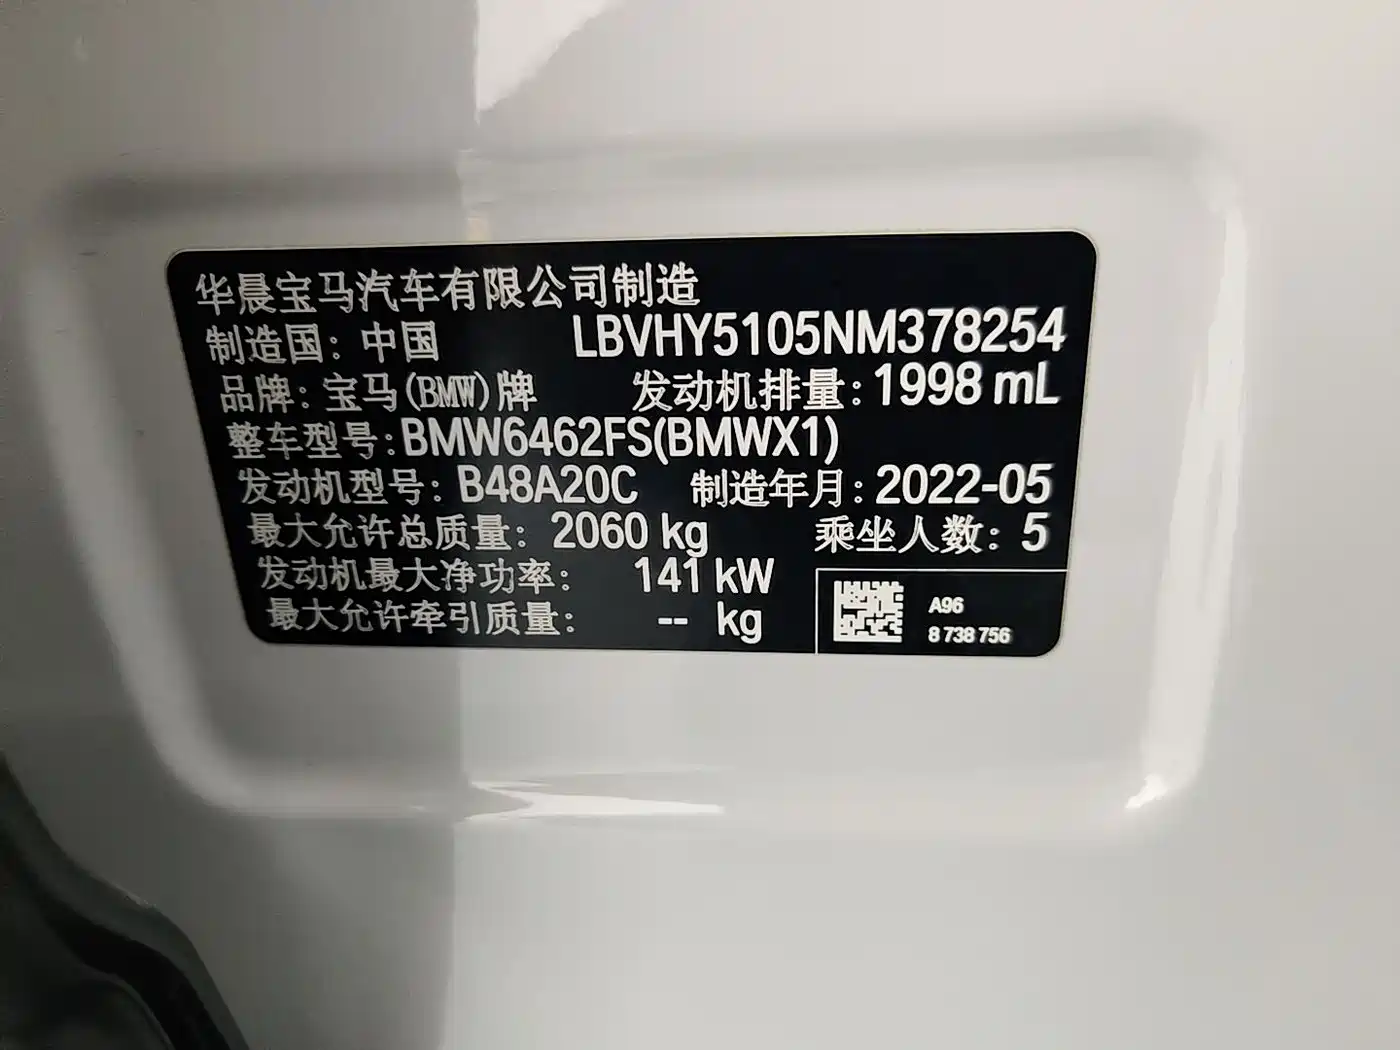 华晨宝马汽车有限公司制造
制造国：中国 LBVHY5105NM378254
品牌：宝马(BMW)牌 发动机排量：1998 mL
整车型号：BMW6462FS(BMWX1)
发动机型号：B48A20C 制造年月：2022-05
最大允许总质量：2060 kg 乘坐人数：5
发动机最大净功率：141 kW
最大允许牵引质量：-- kg
A96
8 738 756